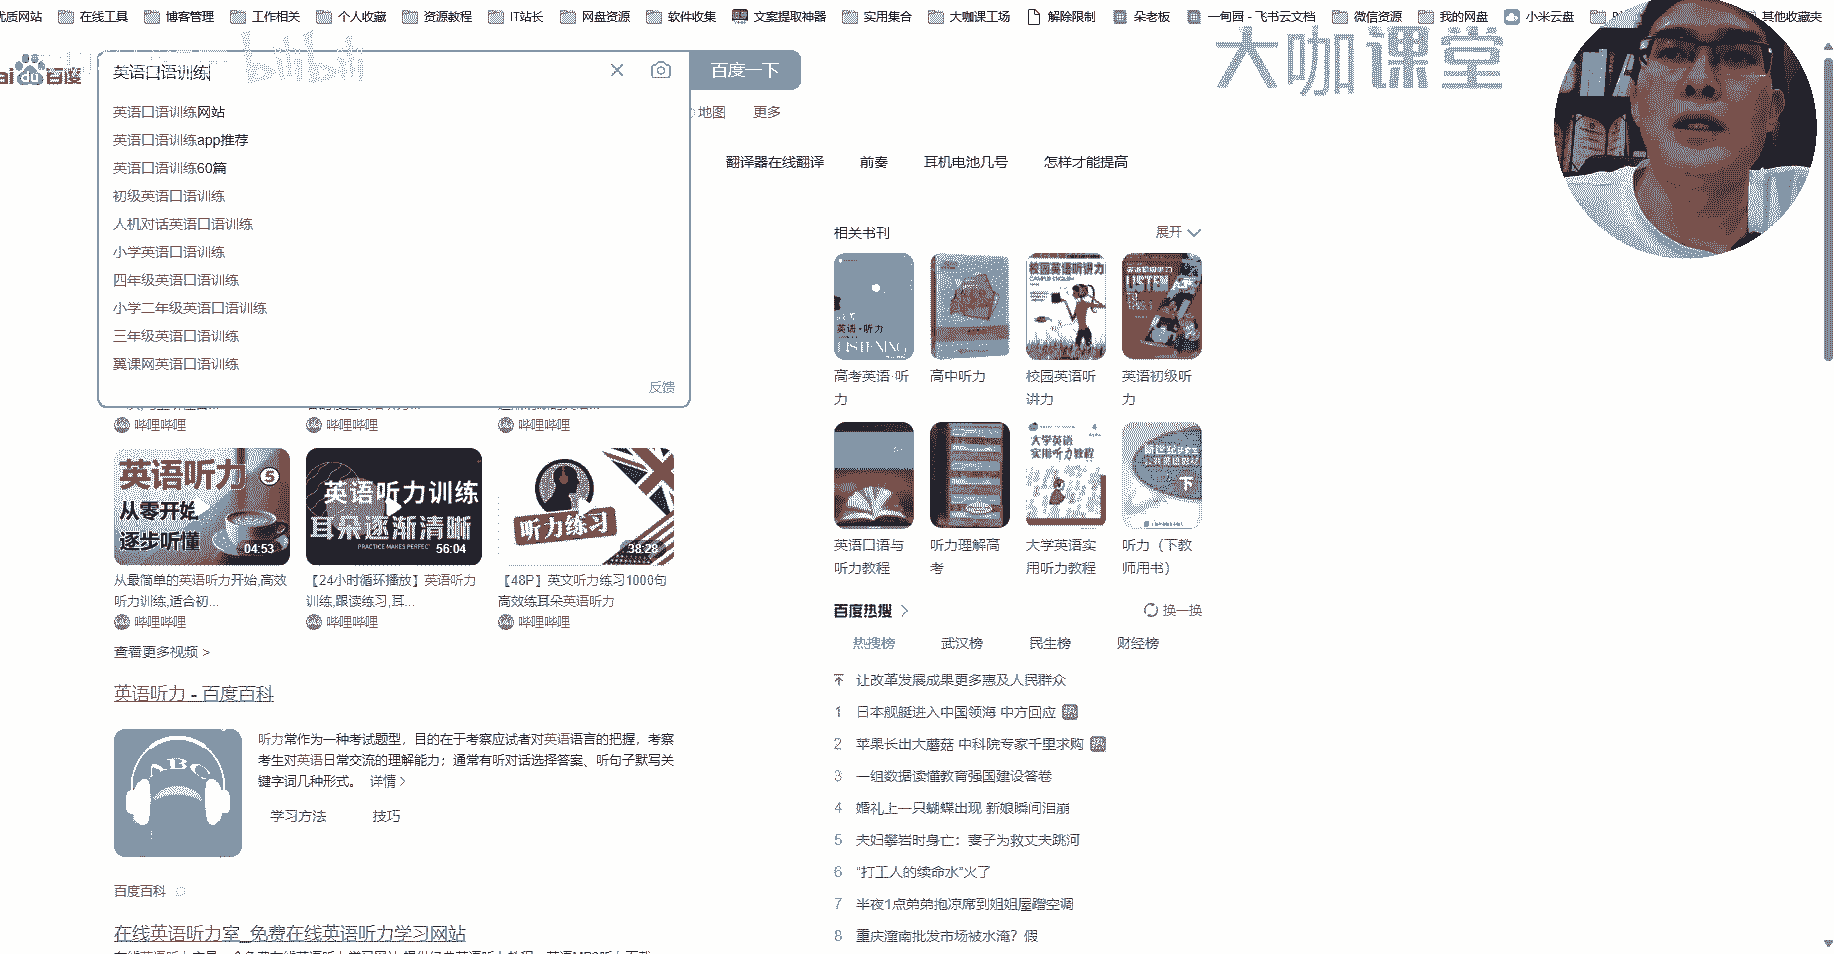 优质网站 在线工具 博客管理 工作相关 个人收藏 资源教程 IT站长 网盘资源 软件收集 文案提取神器 实用集合 大咖课工场 解除限制 朵老板 一甸园 - 飞书云文档 微信资源 我的网盘 小米云盘 其他收藏夹
bilibili
大咖课堂
Bai du 百度
英语口语训练
百度一下
英语口语训练网站
英语口语训练app推荐
英语口语训练60篇
初级英语口语训练
人机对话英语口语训练
小学英语口语训练
四年级英语口语训练
小学二年级英语口语训练
三年级英语口语训练
翼课网英语口语训练
反馈
地图 更多
翻译器在线翻译 前奏 耳机电池几号 怎样才能提高
哔哩哔哩 哔哩哔哩 哔哩哔哩
英语听力 5
从零开始
逐步听懂
04:53
英语听力训练
耳朵逐渐清晰
PRACTICE MAKES PERFECT
56:04
听力练习
38:28
从最简单的英语听力开始,高效
听力训练,适合初...
【24小时循环播放】英语听力
训练,跟读练习,耳...
【48P】英文听力练习1000句
高效练耳朵英语听力
哔哩哔哩 哔哩哔哩 哔哩哔哩
查看更多视频 >
英语听力 - 百度百科
ABC
听力常作为一种考试题型，目的在于考察应试者对英语语言的把握，考察
考生对英语日常交流的理解能力；通常有听对话选择答案、听句子默写关
键字词几种形式。 详情 >
学习方法 技巧
百度百科
在线英语听力室_免费在线英语听力学习网站
相关书刊 展开
英语·听力
LISTENING
校园英语听讲力
LISTEN
高考英语·听
力
高中听力
校园英语听
讲力
英语初级听
力
大学英语
实用听力教程
下
英语口语与
听力教程
听力理解高
考
大学英语实
用听力教程
听力（下教
师用书）
百度热搜 > 换一换
热搜榜 武汉榜 民生榜 财经榜
让改革发展成果更多惠及人民群众
1 日本舰艇进入中国领海 中方回应 热
2 苹果长出大蘑菇 中科院专家千里求购 热
3 一组数据读懂教育强国建设答卷
4 婚礼上一只蝴蝶出现 新娘瞬间泪崩
5 夫妇攀岩时身亡：妻子为救丈夫跳河
6 “打工人的续命水”火了
7 半夜1点弟弟抱凉席到姐姐屋蹭空调
8 重庆潼南批发市场被水淹？假